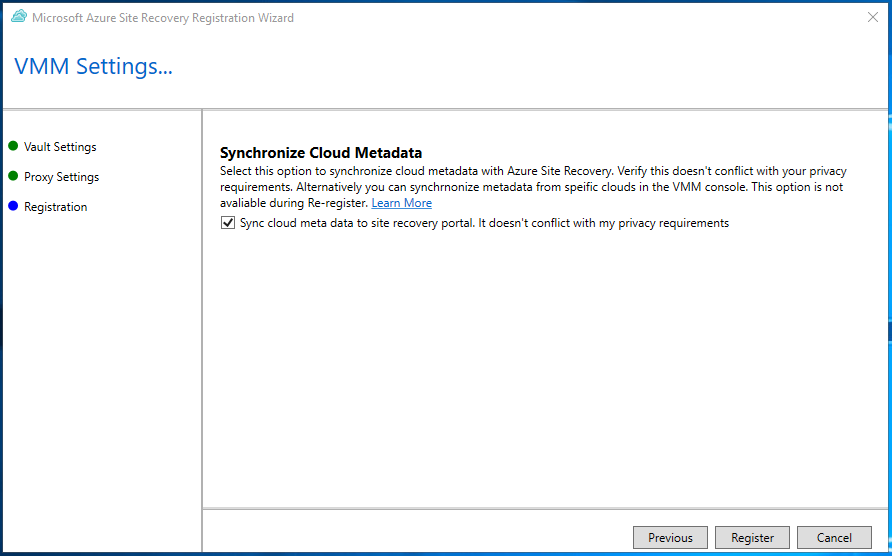 Microsoft Azure Site Recovery Registration Wizard
VMM Settings...
Vault Settings
Proxy Settings
Registration
Synchronize Cloud Metadata
Select this option to synchronize cloud metadata with Azure Site Recovery. Verify this doesn't conflict with your privacy
requirements. Alternatively you can synchrnonize metadata from speific clouds in the VMM console. This option is not
avaliable during Re-register. Learn More
Sync cloud meta data to site recovery portal. It doesn't conflict with my privacy requirements
Previous
Register
Cancel